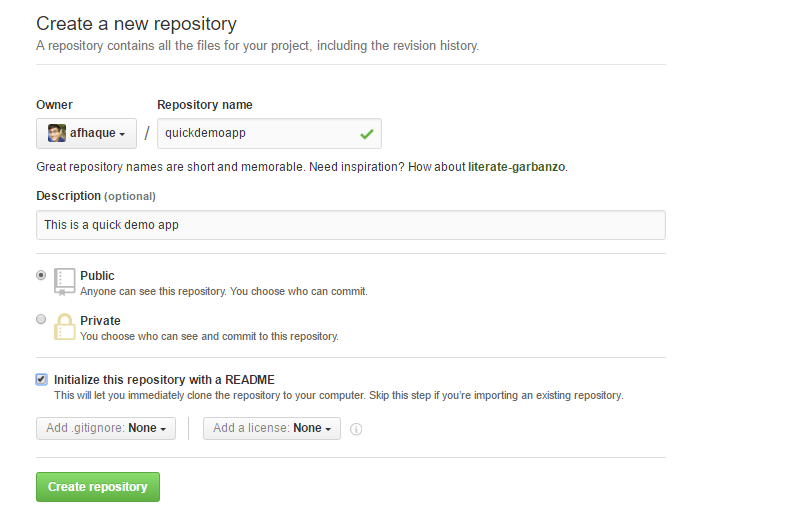 Create a new repository
A repository contains all the files for your project, including the revision history.
Owner Repository name
afhaque / quickdemoapp
Great repository names are short and memorable. Need inspiration? How about literate-garbanzo.
Description (optional)
This is a quick demo app
Public
Anyone can see this repository. You choose who can commit.
Private
You choose who can see and commit to this repository.
Initialize this repository with a README
This will let you immediately clone the repository to your computer. Skip this step if you're importing an existing repository.
Add .gitignore: None Add a license: None
Create repository